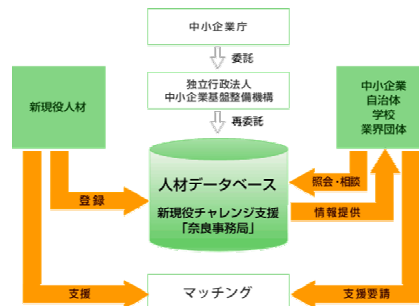 中小企業庁
委託
独立行政法人
中小企業基盤整備機構
再委託
新現役人材
中小企業
自治体
学校
業界団体
人材データベース
新現役チャレンジ支援
「奈良事務局」
登録
照会・相談
情報提供
支援
マッチング
支援要請